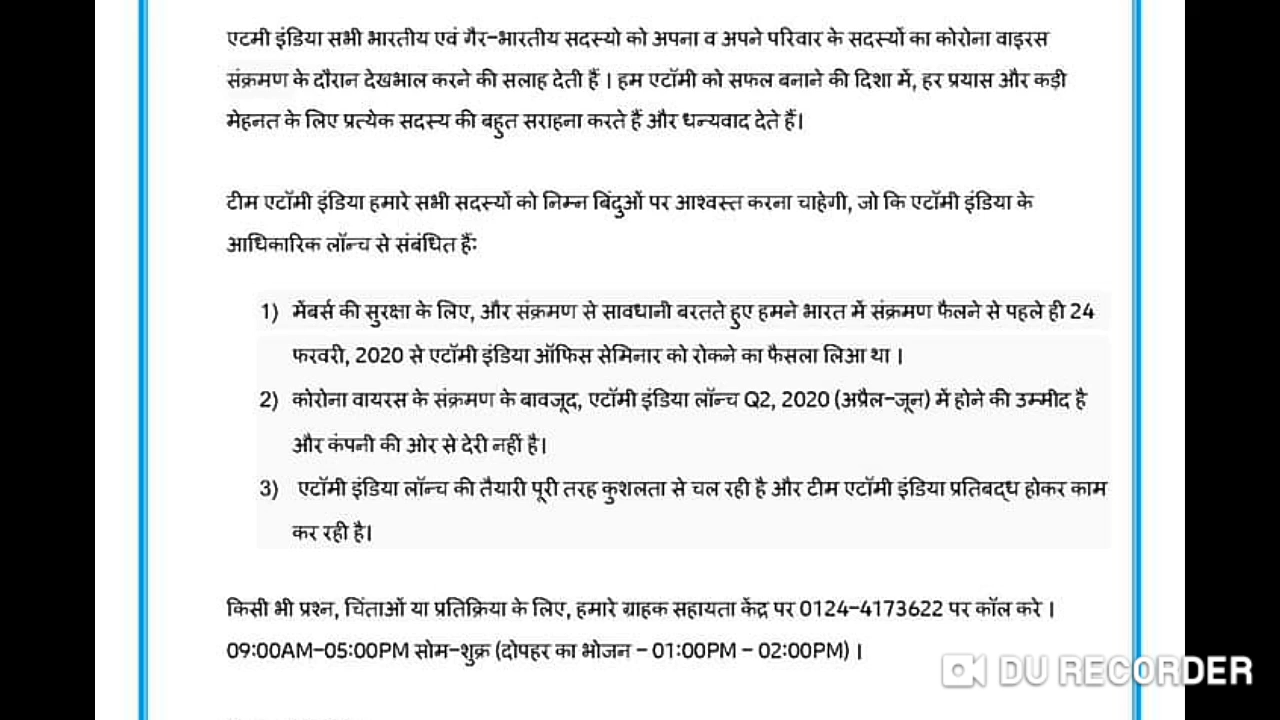 एटमी इंडिया सभी भारतीय एवं गैर-भारतीय सदस्यो को अपना व अपने परिवार के सदस्यों का कोरोना वाइरस
संक्रमण के दौरान देखभाल करने की सलाह देती हैं । हम एटॉमी को सफल बनाने की दिशा में, हर प्रयास और कड़ी
मेहनत के लिए प्रत्येक सदस्य की बहुत सराहना करते हैं और धन्यवाद देते हैं।
टीम एटॉमी इंडिया हमारे सभी सदस्यों को निम्न बिंदुओं पर आश्वस्त करना चाहेगी, जो कि एटॉमी इंडिया के
आधिकारिक लॉन्च से संबंधित हैं:
1) मेंबर्स की सुरक्षा के लिए, और संक्रमण से सावधानी बरतते हुए हमने भारत में संक्रमण फैलने से पहले ही 24
फरवरी, 2020 से एटॉमी इंडिया ऑफिस सेमिनार को रोकने का फैसला लिआ था ।
2) कोरोना वायरस के संक्रमण के बावजूद, एटॉमी इंडिया लॉन्च Q2, 2020 (अप्रैल-जून) में होने की उम्मीद है
और कंपनी की ओर से देरी नहीं है।
3) एटॉमी इंडिया लॉन्च की तैयारी पूरी तरह कुशलता से चल रही है और टीम एटॉमी इंडिया प्रतिबद्ध होकर काम
कर रही है।
किसी भी प्रश्न, चिंताओं या प्रतिक्रिया के लिए, हमारे ग्राहक सहायता केंद्र पर 0124-4173622 पर कॉल करे ।
09:00AM-05:00PM सोम-शुक्र (दोपहर का भोजन - 01:00PM - 02:00PM) ।
DU RECORDER